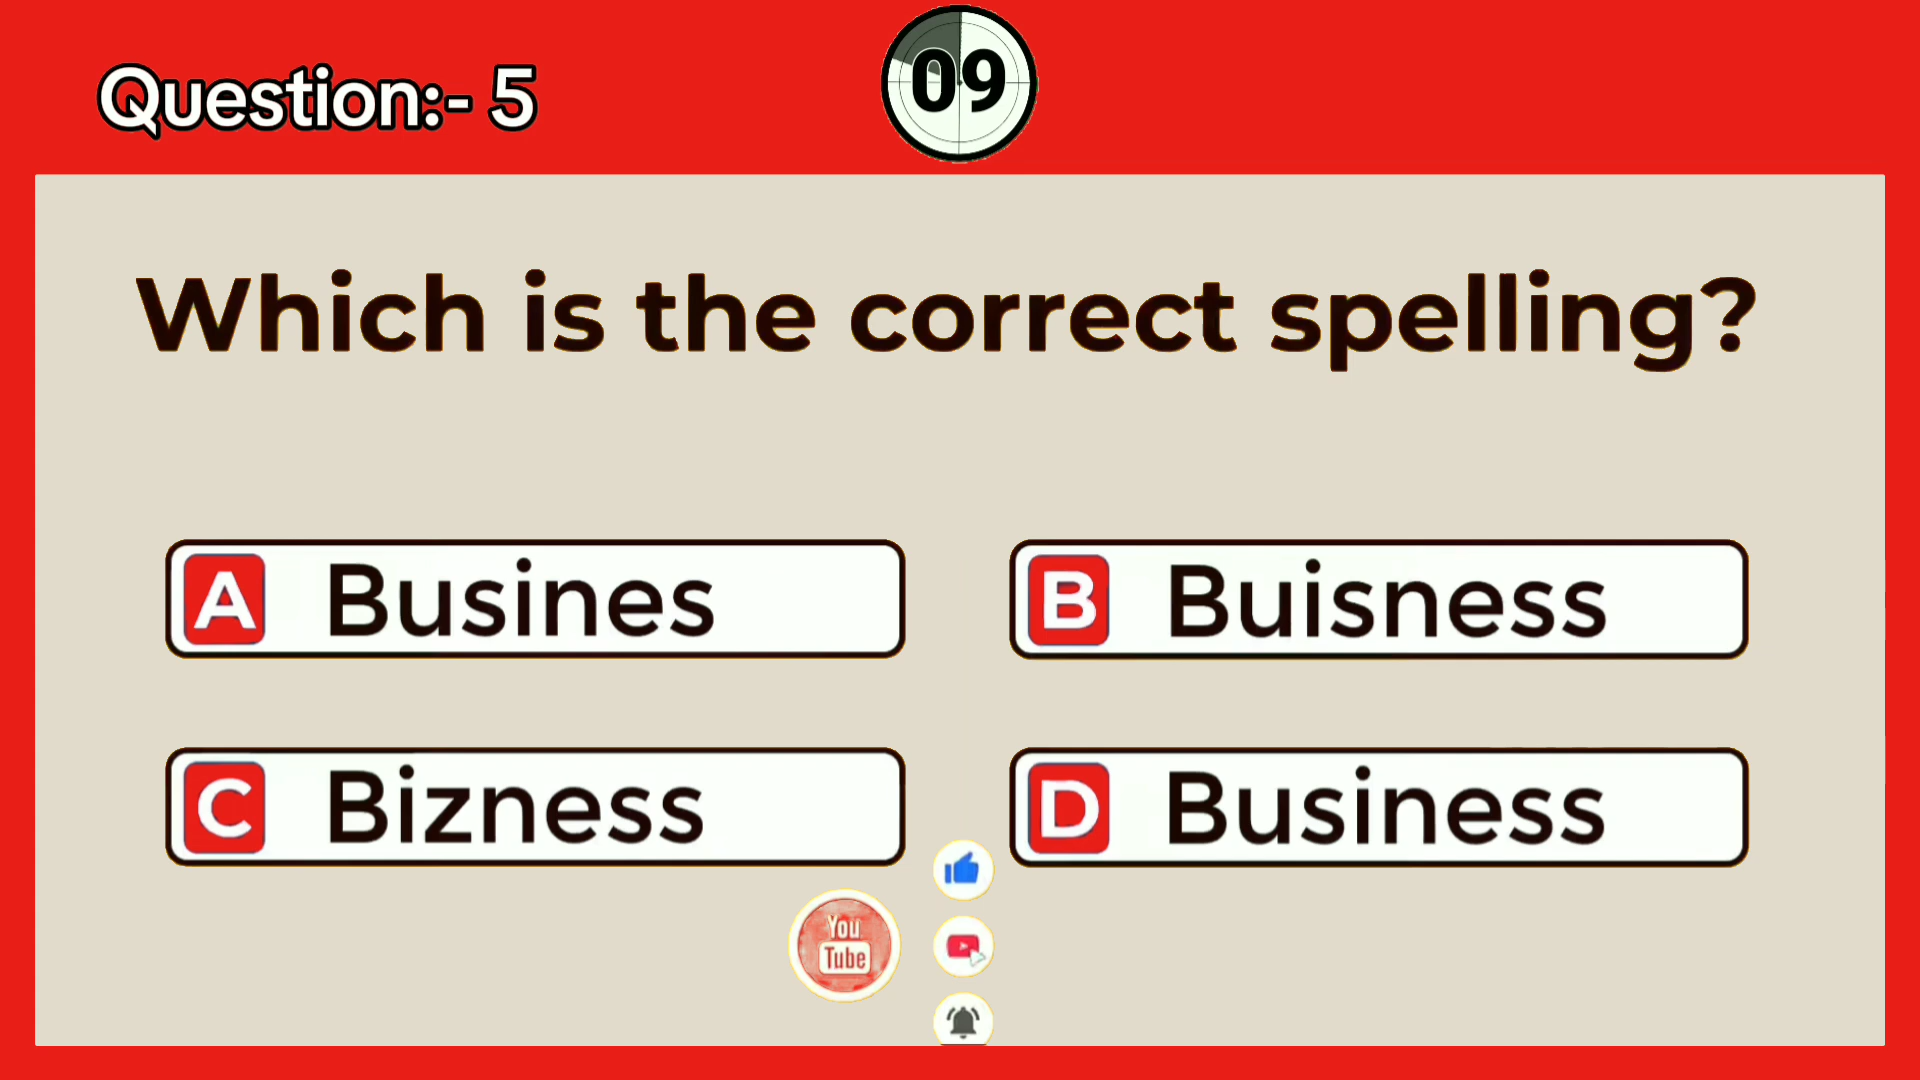 Question:- 5
09
Which is the correct spelling?
A Busines
B Buisness
C Bizness
D Business
You
Tube